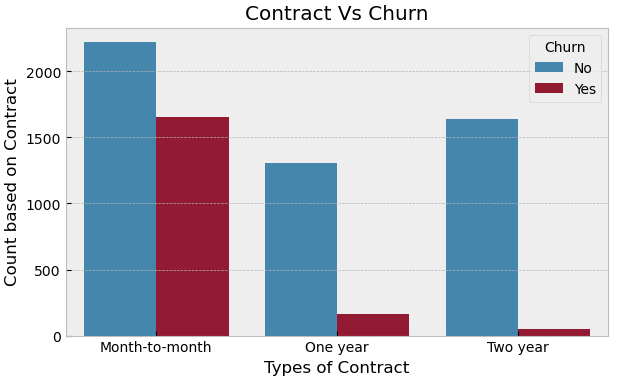 Contract Vs Churn
Churn
No
Yes
Count based on Contract
2000
1500
1000
500
0
Month-to-month
One year
Two year
Types of Contract